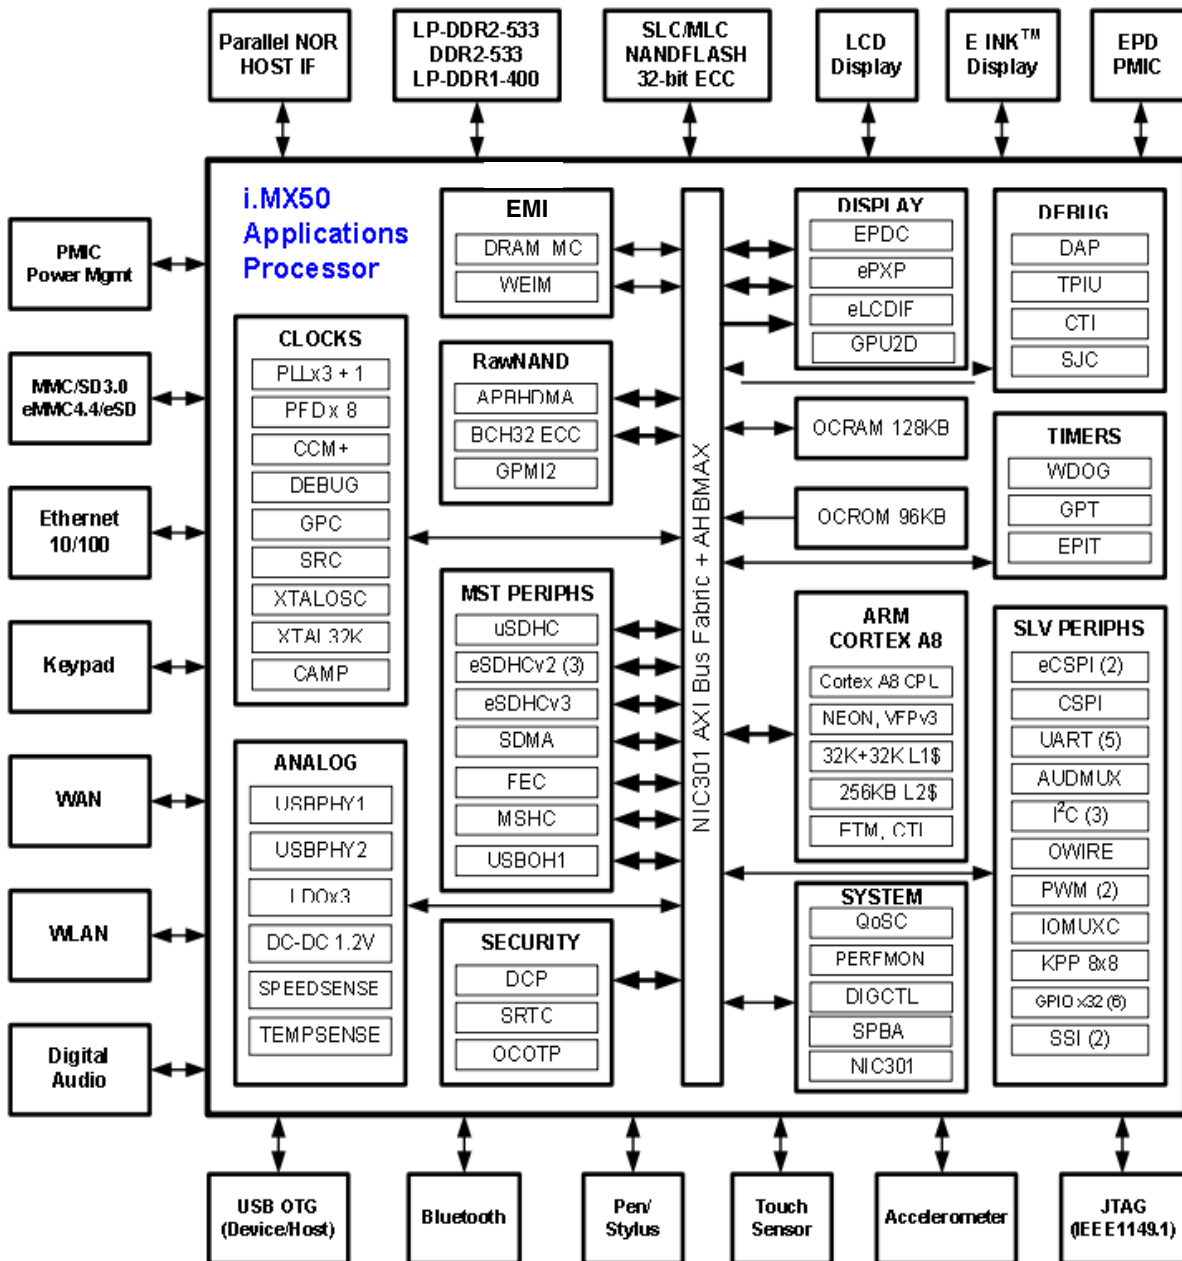 Parallel NOR
HOST IF
LP-DDR2-533
DDR2-533
LP-DDR1-400
SLC/MLC
NANDFLASH
32-bit ECC
LCD
Display
E INK™
Display
EPD
PMIC
i.MX50
Applications
Processor
PMIC
Power Mgmt
MMC/SD3.0
eMMC4.4/eSD
Ethernet
10/100
Keypad
WAN
WLAN
Digital
Audio
CLOCKS
PLLx3 + 1
PFD x 8
CCM+
DEBUG
GPC
SRC
XTALOSC
XTAL32K
CAMP
ANALOG
USBPHY1
USBPHY2
LDOx3
DC-DC 1.2V
SPEEDSENSE
TEMPSENSE
EMI
DRAM MC
WEIM
RawNAND
APBHDMA
BCH32 ECC
GPMI2
MST PERIPHS
uSDHC
eSDHCv2 (3)
eSDHCv3
SDMA
FEC
MSHC
USBOH1
SECURITY
DCP
SRTC
OCOTP
NIC301 AXI Bus Fabric + AHBMAX
DISPLAY
EPDC
ePXP
eLCDIF
GPU2D
OCRAM 128KB
OCROM 96KB
ARM
CORTEX A8
Cortex A8 CPU
NEON, VFPv3
32K+32K L1$
256KB L2$
ETM, CTI
SYSTEM
QoSC
PERFMON
DIGCTL
SPBA
NIC301
DEBUG
DAP
TPIU
CTI
SJC
TIMERS
WDOG
GPT
EPIT
SLV PERIPHS
eCSPI (2)
CSPI
UART (5)
AUDMUX
I²C (3)
OWIRE
PWM (2)
IOMUXC
KPP 8x8
GPIO x32 (6)
SSI (2)
USB OTG
(Device/Host)
Bluetooth
Pen/
Stylus
Touch
Sensor
Accelerometer
JTAG
(IEEE1149.1)